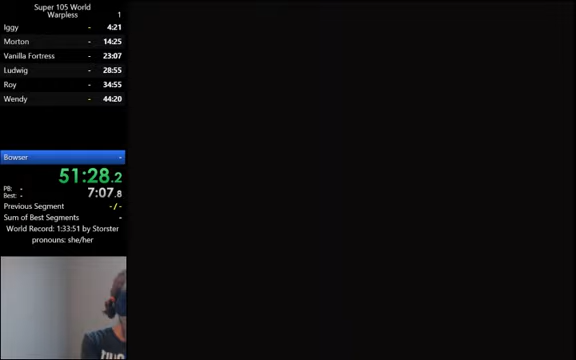 Super 105 World
Warpless 1
Iggy - 4:21
Morton - 14:25
Vanilla Fortress - 23:07
Ludwig - 28:55
Roy - 34:55
Wendy - 44:20
Bowser -
51:28.2
PB: -
Best: - 7:07.8
Previous Segment - / -
Sum of Best Segments -
World Record: 1:33:51 by Storster
pronouns: she/her